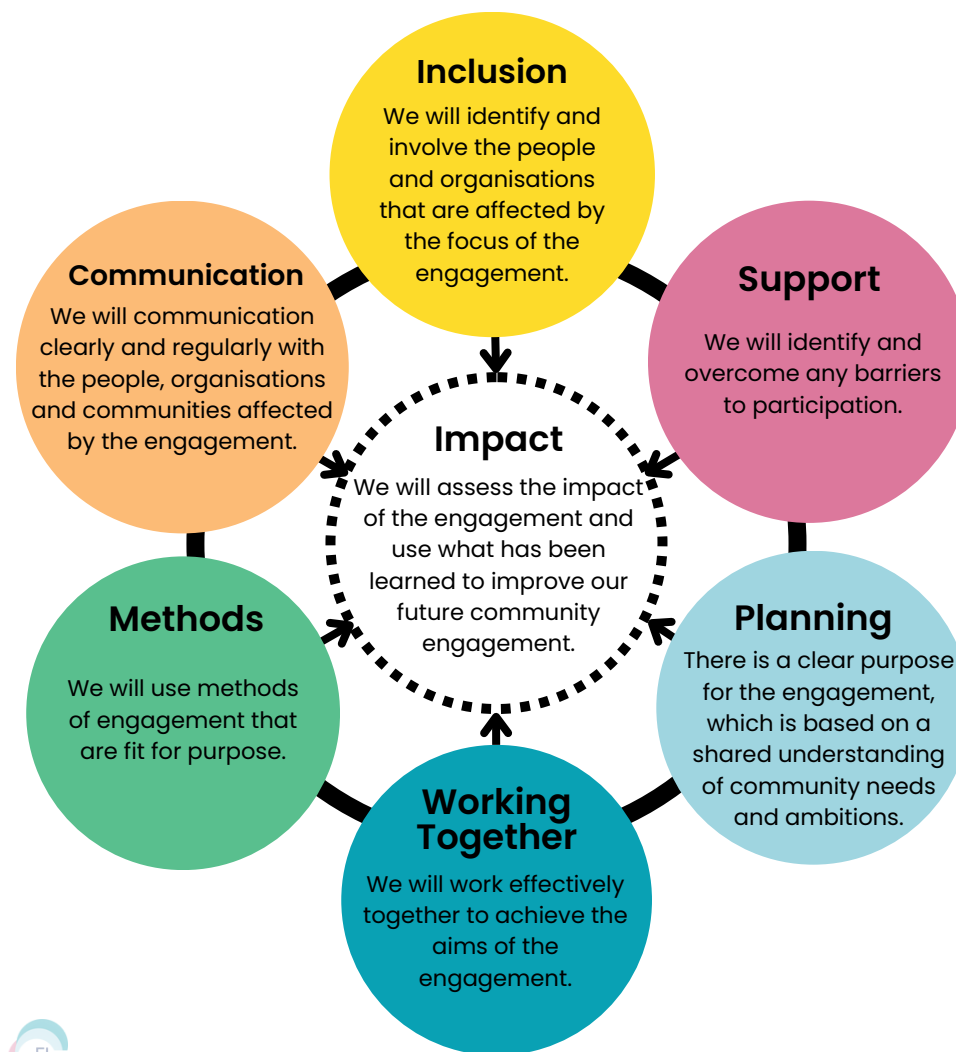 Inclusion
We will identify and
involve the people
and organisations
that are affected by
the focus of the
engagement.
Support
We will identify and
overcome any barriers
to participation.
Planning
There is a clear purpose
for the engagement,
which is based on a
shared understanding
of community needs
and ambitions.
Working
Together
We will work effectively
together to achieve the
aims of the
engagement.
Methods
We will use methods
of engagement that
are fit for purpose.
Communication
We will communication
clearly and regularly with
the people, organisations
and communities affected
by the engagement.
Impact
We will assess the impact
of the engagement and
use what has been
learned to improve our
future community
engagement.